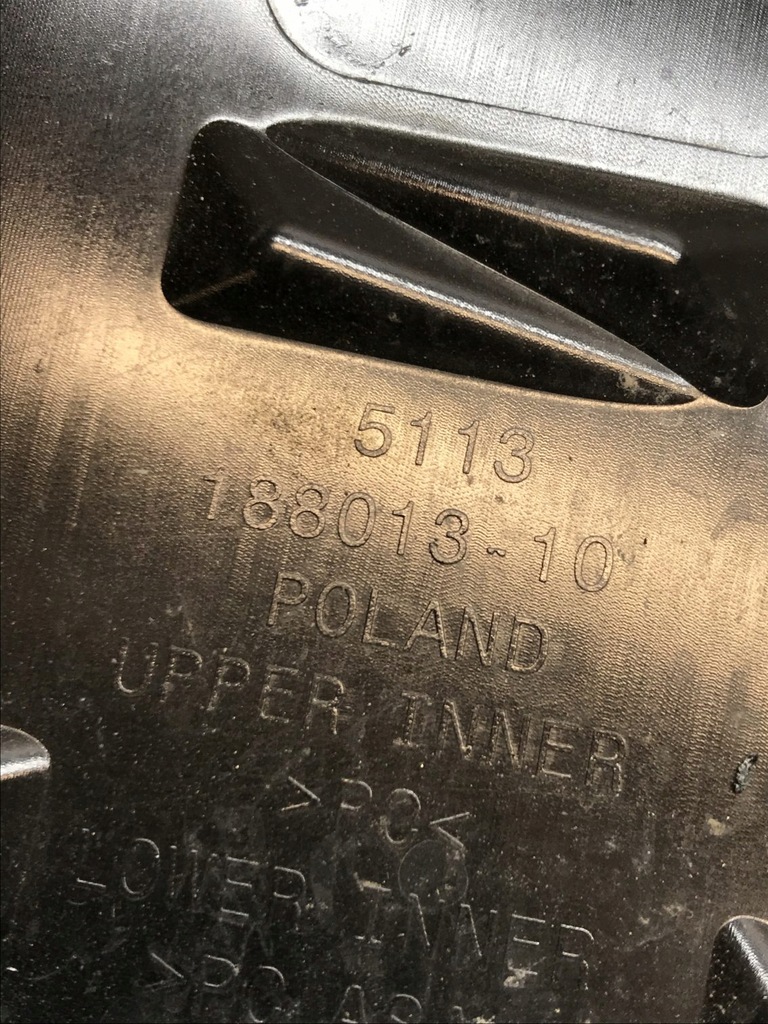 5113
188013-10
POLAND
UPPER INNER
>PC<
LOWER INNER